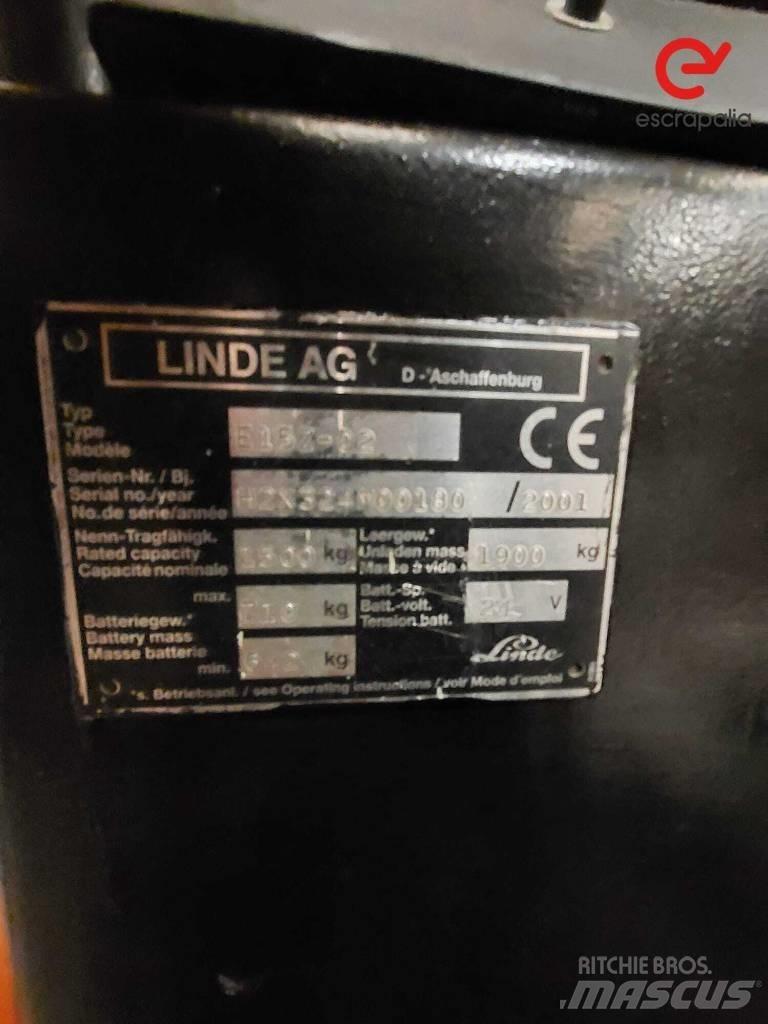 escrapalia
LINDE AG D - Aschaffenburg
Typ
Type
Modèle
E15Z-02
CE
Serien-Nr. / Bj.
Serial no./year
No. de série/année
/ 2001
Nenn-Tragfähigk.
Rated capacity
Capacité nominale
1500 kg
Leergew.*
Unladen mass
Masse à vide
1900 kg
Batteriegew.*
Battery mass
Masse batterie
max.
kg
min.
kg
Batt.-Sp.
Batt.-volt.
Tension batt.
V
Linde
*s. Betriebsanl. / see Operating instructions / voir Mode d'emploi
RITCHIE BROS.
MASCUS